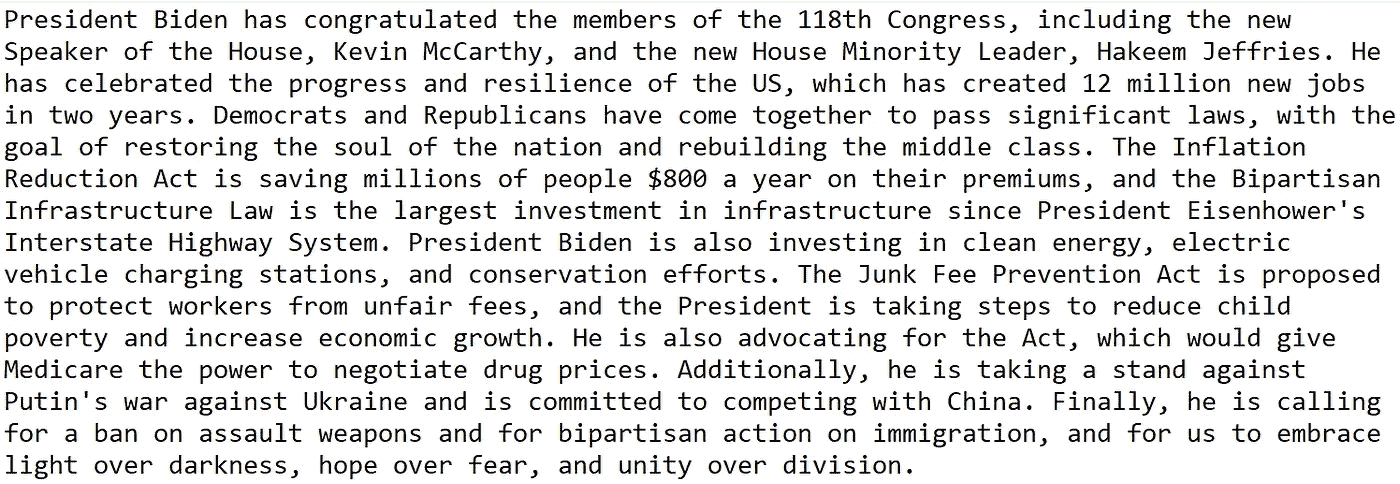 President Biden has congratulated the members of the 118th Congress, including the new
Speaker of the House, Kevin McCarthy, and the new House Minority Leader, Hakeem Jeffries. He
has celebrated the progress and resilience of the US, which has created 12 million new jobs
in two years. Democrats and Republicans have come together to pass significant laws, with the
goal of restoring the soul of the nation and rebuilding the middle class. The Inflation
Reduction Act is saving millions of people $800 a year on their premiums, and the Bipartisan
Infrastructure Law is the largest investment in infrastructure since President Eisenhower's
Interstate Highway System. President Biden is also investing in clean energy, electric
vehicle charging stations, and conservation efforts. The Junk Fee Prevention Act is proposed
to protect workers from unfair fees, and the President is taking steps to reduce child
poverty and increase economic growth. He is also advocating for the Act, which would give
Medicare the power to negotiate drug prices. Additionally, he is taking a stand against
Putin's war against Ukraine and is committed to competing with China. Finally, he is calling
for a ban on assault weapons and for bipartisan action on immigration, and for us to embrace
light over darkness, hope over fear, and unity over division.